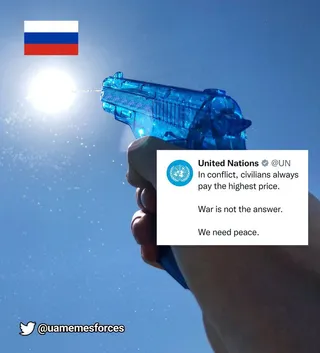 United Nations @UN
In conflict, civilians always
pay the highest price.
War is not the answer.
We need peace.
@uamemesforces